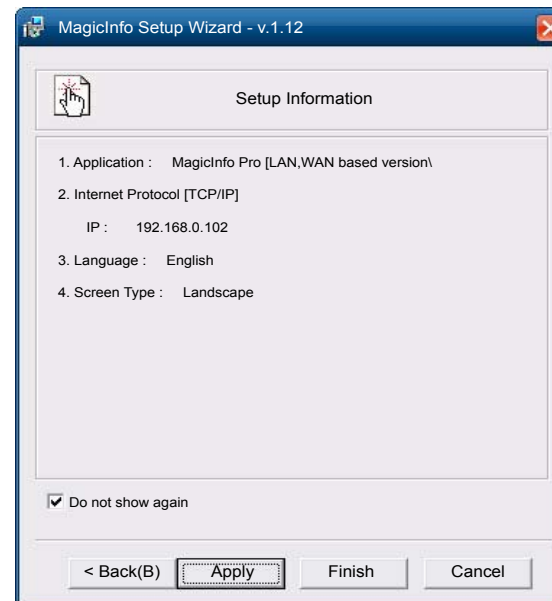 MagicInfo Setup Wizard - v.1.12
Setup Information
1. Application : MagicInfo Pro [LAN,WAN based version\
2. Internet Protocol [TCP/IP]
IP : 192.168.0.102
3. Language : English
4. Screen Type : Landscape
Do not show again
< Back(B) Apply Finish Cancel